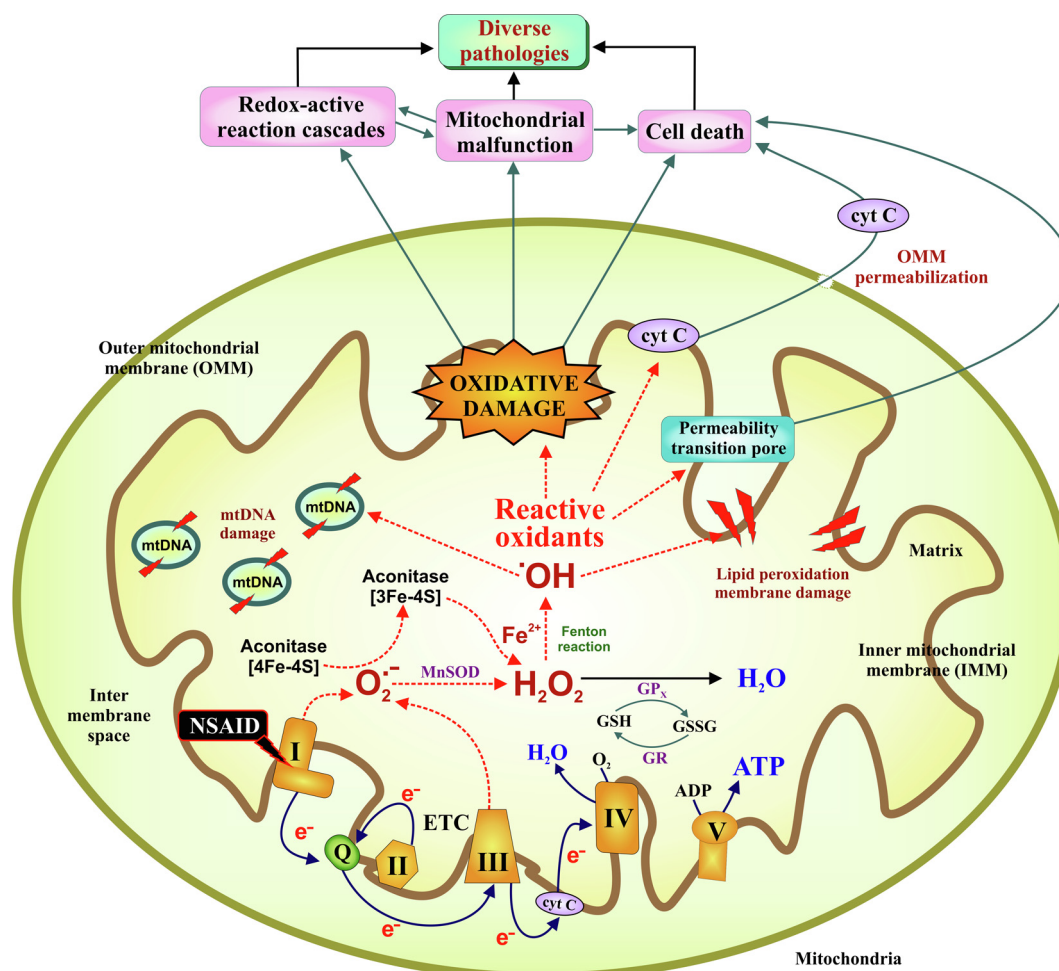 Diverse
pathologies
Redox-active
reaction cascades
Mitochondrial
malfunction
Cell death
cyt C
OMM
permeabilization
Outer mitochondrial
membrane (OMM)
cyt C
OXIDATIVE
DAMAGE
Permeability
transition pore
mtDNA
mtDNA
damage
mtDNA
mtDNA
Reactive
oxidants
˙OH
Matrix
Lipid peroxidation
membrane damage
Aconitase
[3Fe-4S]
Fe²⁺
Fenton
reaction
Aconitase
[4Fe-4S]
O₂˙⁻
MnSOD
H₂O₂
H₂O
Inner mitochondrial
membrane (IMM)
GPₓ
GSH
GSSG
GR
Inter
membrane
space
NSAID
I
H₂O
O₂
ATP
ADP
e⁻
ETC
IV
V
e⁻
Q
II
III
e⁻
cyt C
e⁻
e⁻
Mitochondria